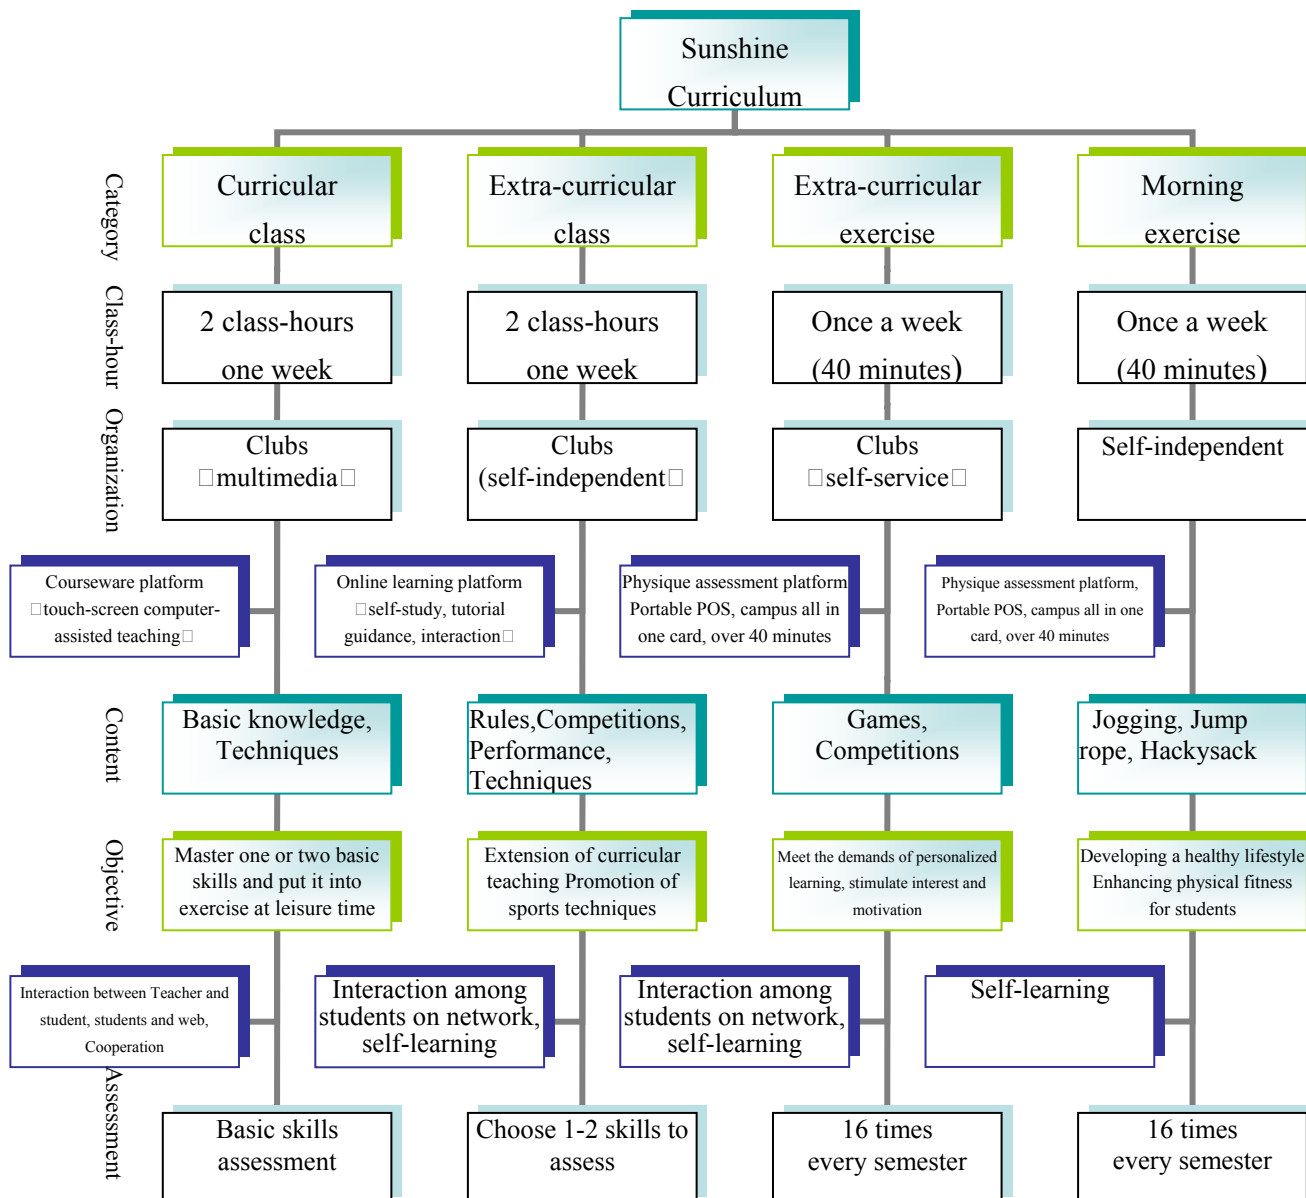 Sunshine
Curriculum
Category
Curricular
class
Extra-curricular
class
Extra-curricular
exercise
Morning
exercise
Class-hour
2 class-hours
one week
2 class-hours
one week
Once a week
(40 minutes)
Once a week
(40 minutes)
Organization
Clubs
□multimedia□
Clubs
(self-independent□
Clubs
□self-service□
Self-independent
Courseware platform
□touch-screen computer-
assisted teaching□
Online learning platform
□self-study, tutorial
guidance, interaction□
Physique assessment platform
Portable POS, campus all in
one card, over 40 minutes
Physique assessment platform,
Portable POS, campus all in one
card, over 40 minutes
Content
Basic knowledge,
Techniques
Rules,Competitions,
Performance,
Techniques
Games,
Competitions
Jogging, Jump
rope, Hackysack
Objective
Master one or two basic
skills and put it into
exercise at leisure time
Extension of curricular
teaching Promotion of
sports techniques
Meet the demands of personalized
learning, stimulate interest and
motivation
Developing a healthy lifestyle
Enhancing physical fitness
for students
Interaction between Teacher and
student, students and web,
Cooperation
Interaction among
students on network,
self-learning
Interaction among
students on network,
self-learning
Self-learning
Assessment
Basic skills
assessment
Choose 1-2 skills to
assess
16 times
every semester
16 times
every semester